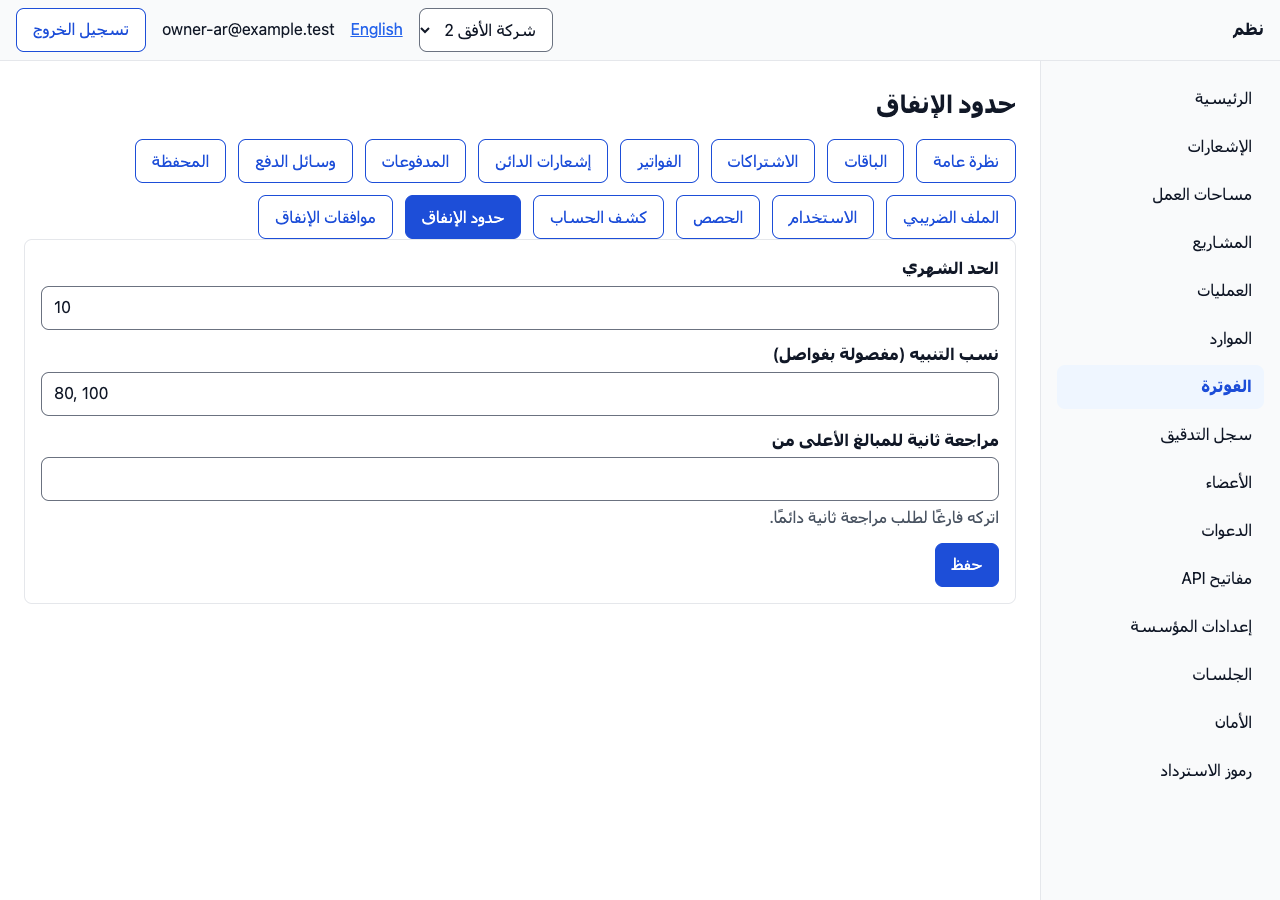 نظم
شركة الأفق 2
English
owner-ar@example.test
تسجيل الخروج
الرئيسية
الإشعارات
مساحات العمل
المشاريع
العمليات
الموارد
الفوترة
سجل التدقيق
الأعضاء
الدعوات
مفاتيح API
إعدادات المؤسسة
الجلسات
الأمان
رموز الاسترداد
حدود الإنفاق
نظرة عامة الباقات الاشتراكات الفواتير إشعارات الدائن المدفوعات وسائل الدفع المحفظة
الملف الضريبي الاستخدام الحصص كشف الحساب حدود الإنفاق موافقات الإنفاق
الحد الشهري
10
نسب التنبيه (مفصولة بفواصل)
80, 100
مراجعة ثانية للمبالغ الأعلى من
اتركه فارغًا لطلب مراجعة ثانية دائمًا.
حفظ